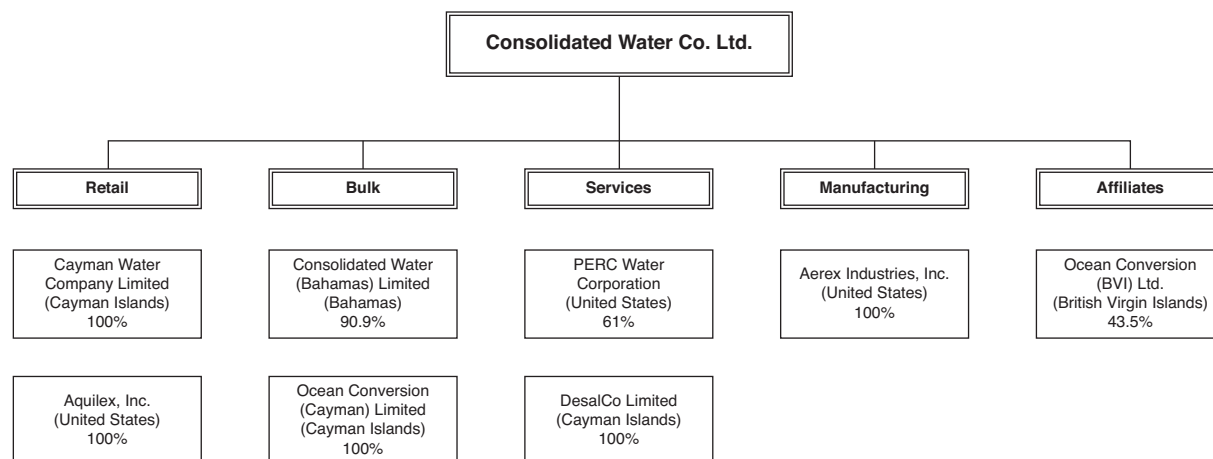 Consolidated Water Co. Ltd.
Retail
Bulk
Services
Manufacturing
Affiliates
Cayman Water
Company Limited
(Cayman Islands)
100%
Consolidated Water
(Bahamas) Limited
(Bahamas)
90.9%
PERC Water
Corporation
(United States)
61%
Aerex Industries, Inc.
(United States)
100%
Ocean Conversion
(BVI) Ltd.
(British Virgin Islands)
43.5%
Aquilex, Inc.
(United States)
100%
Ocean Conversion
(Cayman) Limited
(Cayman Islands)
100%
DesalCo Limited
(Cayman Islands)
100%